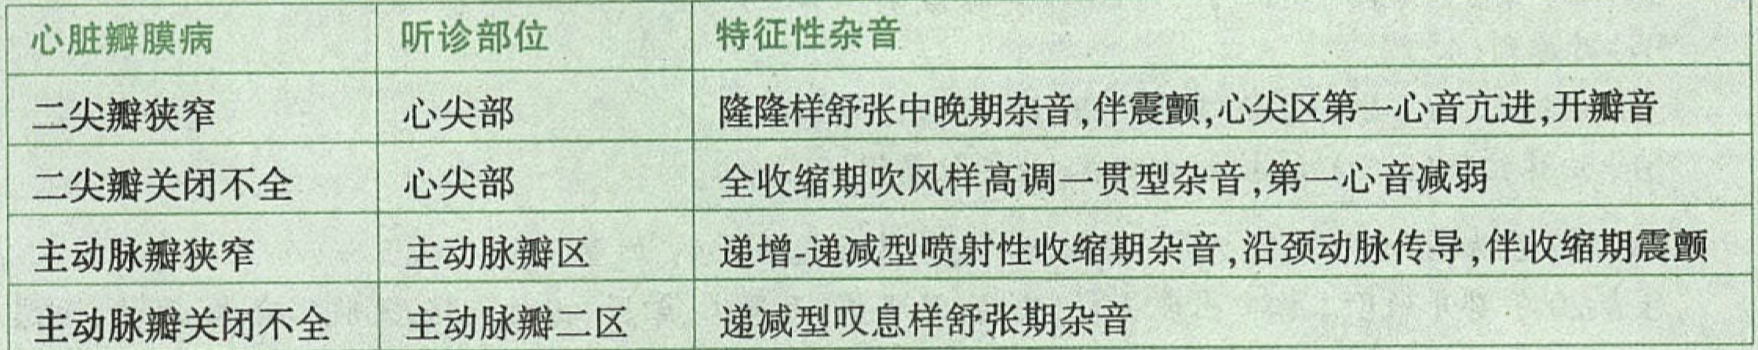 心脏瓣膜病 听诊部位 特征性杂音
二尖瓣狭窄 心尖部 隆隆样舒张中晚期杂音,伴震颤,心尖区第一心音亢进,开瓣音
二尖瓣关闭不全 心尖部 全收缩期吹风样高调一贯型杂音,第一心音减弱
主动脉瓣狭窄 主动脉瓣区 递增-递减型喷射性收缩期杂音,沿颈动脉传导,伴收缩期震颤
主动脉瓣关闭不全 主动脉瓣二区 递减型叹息样舒张期杂音